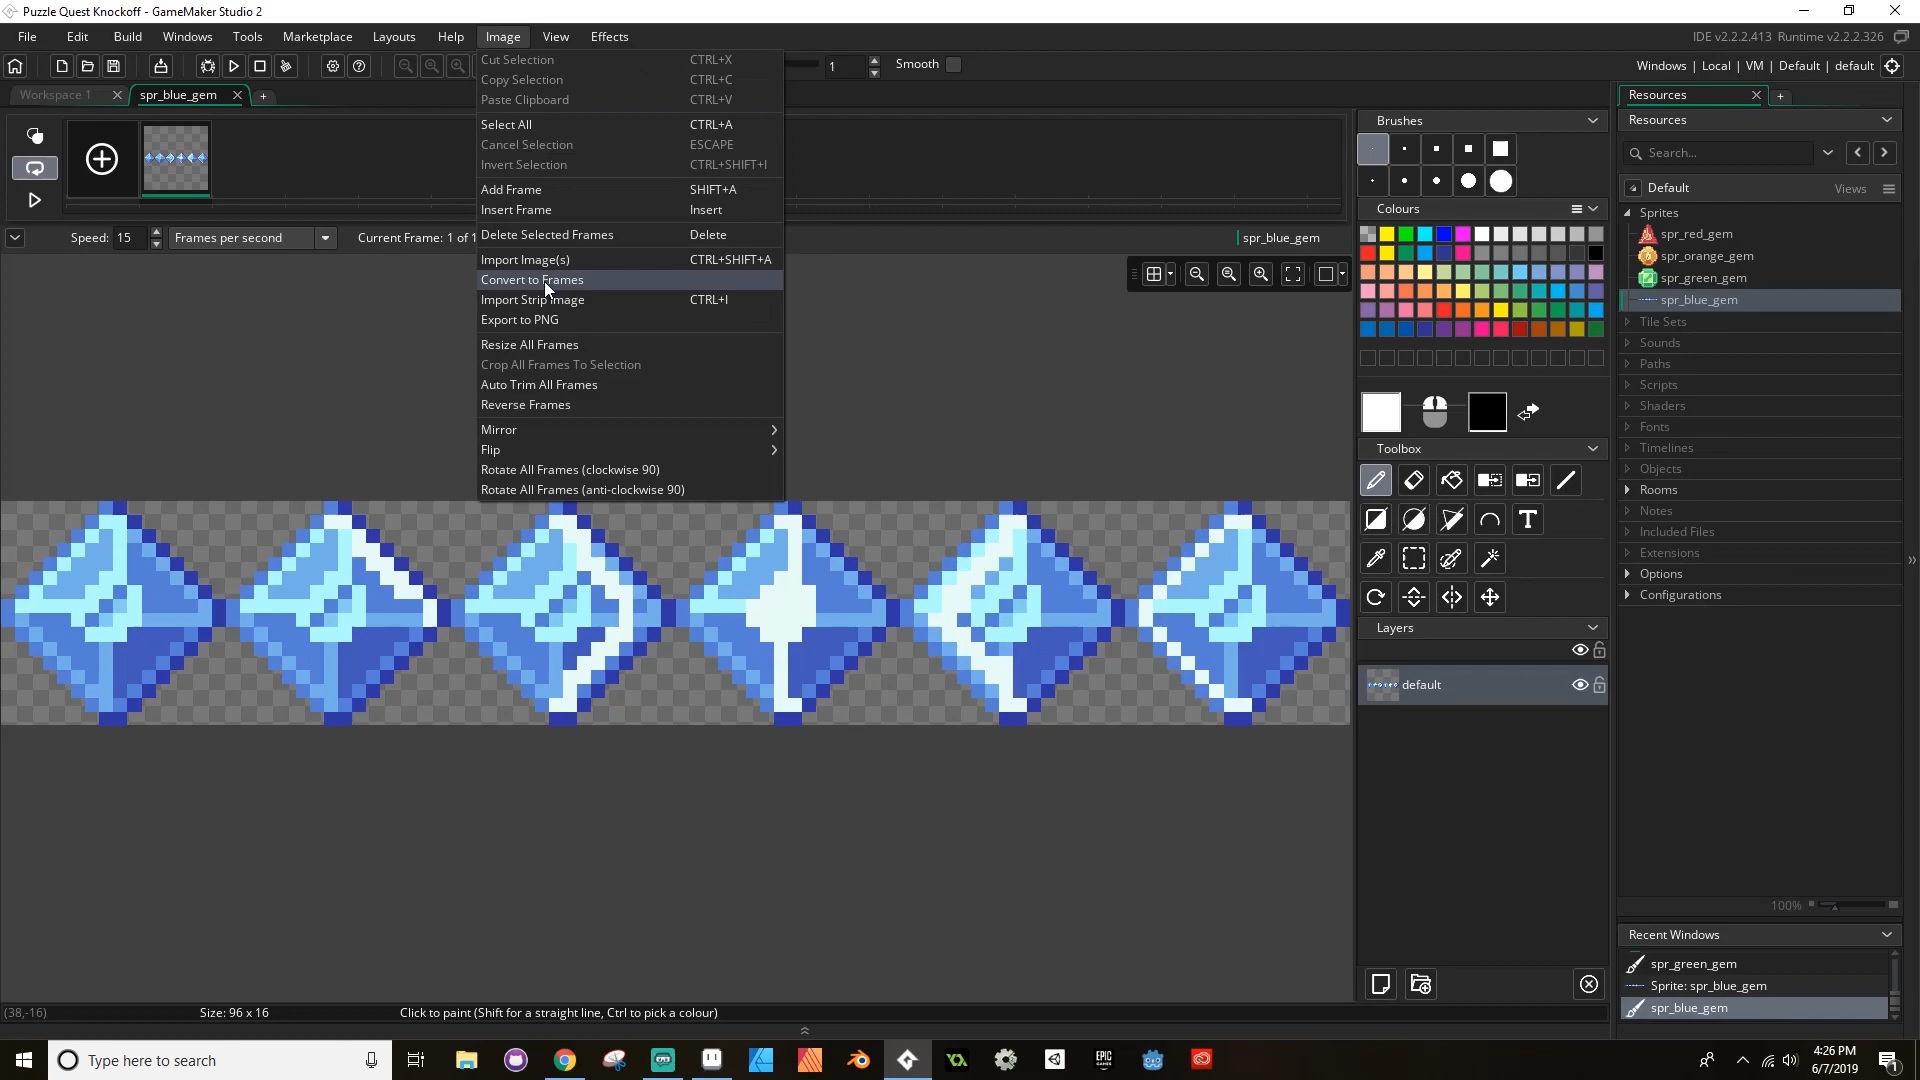 Puzzle Quest Knockoff - GameMaker Studio 2
File Edit Build Windows Tools Marketplace Layouts Help Image View Effects
IDE v2.2.2.413 Runtime v2.2.2.326
1 Smooth
Windows | Local | VM | Default | default
Workspace 1
spr_blue_gem
Speed: 15 Frames per second Current Frame: 1 of 1
spr_blue_gem
Cut Selection CTRL+X
Copy Selection CTRL+C
Paste Clipboard CTRL+V
Select All CTRL+A
Cancel Selection ESCAPE
Invert Selection CTRL+SHIFT+I
Add Frame SHIFT+A
Insert Frame Insert
Delete Selected Frames Delete
Import Image(s) CTRL+SHIFT+A
Convert to Frames
Import Strip Image CTRL+I
Export to PNG
Resize All Frames
Crop All Frames To Selection
Auto Trim All Frames
Reverse Frames
Mirror
Flip
Rotate All Frames (clockwise 90)
Rotate All Frames (anti-clockwise 90)
Brushes
Colours
Toolbox
T
Layers
default
Resources
Resources
Search...
Default Views
Sprites
spr_red_gem
spr_orange_gem
spr_green_gem
spr_blue_gem
Tile Sets
Sounds
Paths
Scripts
Shaders
Fonts
Timelines
Objects
Rooms
Notes
Included Files
Extensions
Options
Configurations
100%
Recent Windows
spr_green_gem
Sprite: spr_blue_gem
spr_blue_gem
(38,-16) Size: 96 x 16 Click to paint (Shift for a straight line, Ctrl to pick a colour)
Type here to search
EPIC GAMES
4:26 PM
6/7/2019
1